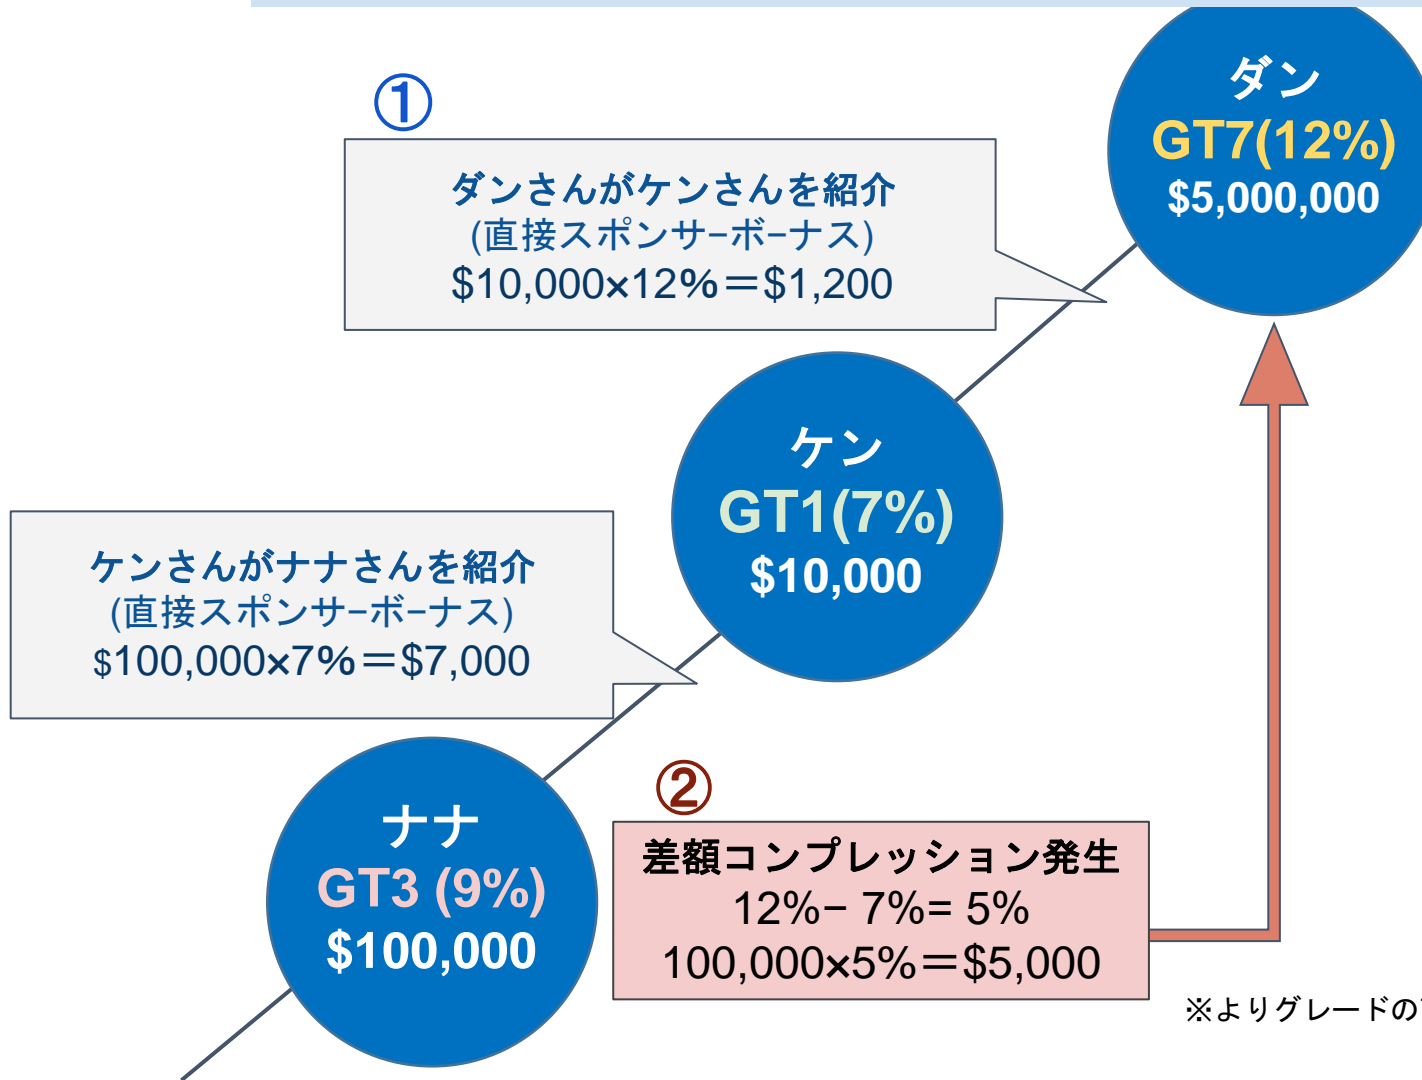 ①
ダンさんがケンさんを紹介
(直接スポンサーボーナス)
$10,000×12%＝$1,200
ダン
GT7(12%)
$5,000,000
ケン
GT1(7%)
$10,000
ケンさんがナナさんを紹介
(直接スポンサーボーナス)
$100,000×7%＝$7,000
ナナ
GT3 (9%)
$100,000
②
差額コンプレッション発生
12%− 7%= 5%
100,000×5%＝$5,000
※よりグレードの